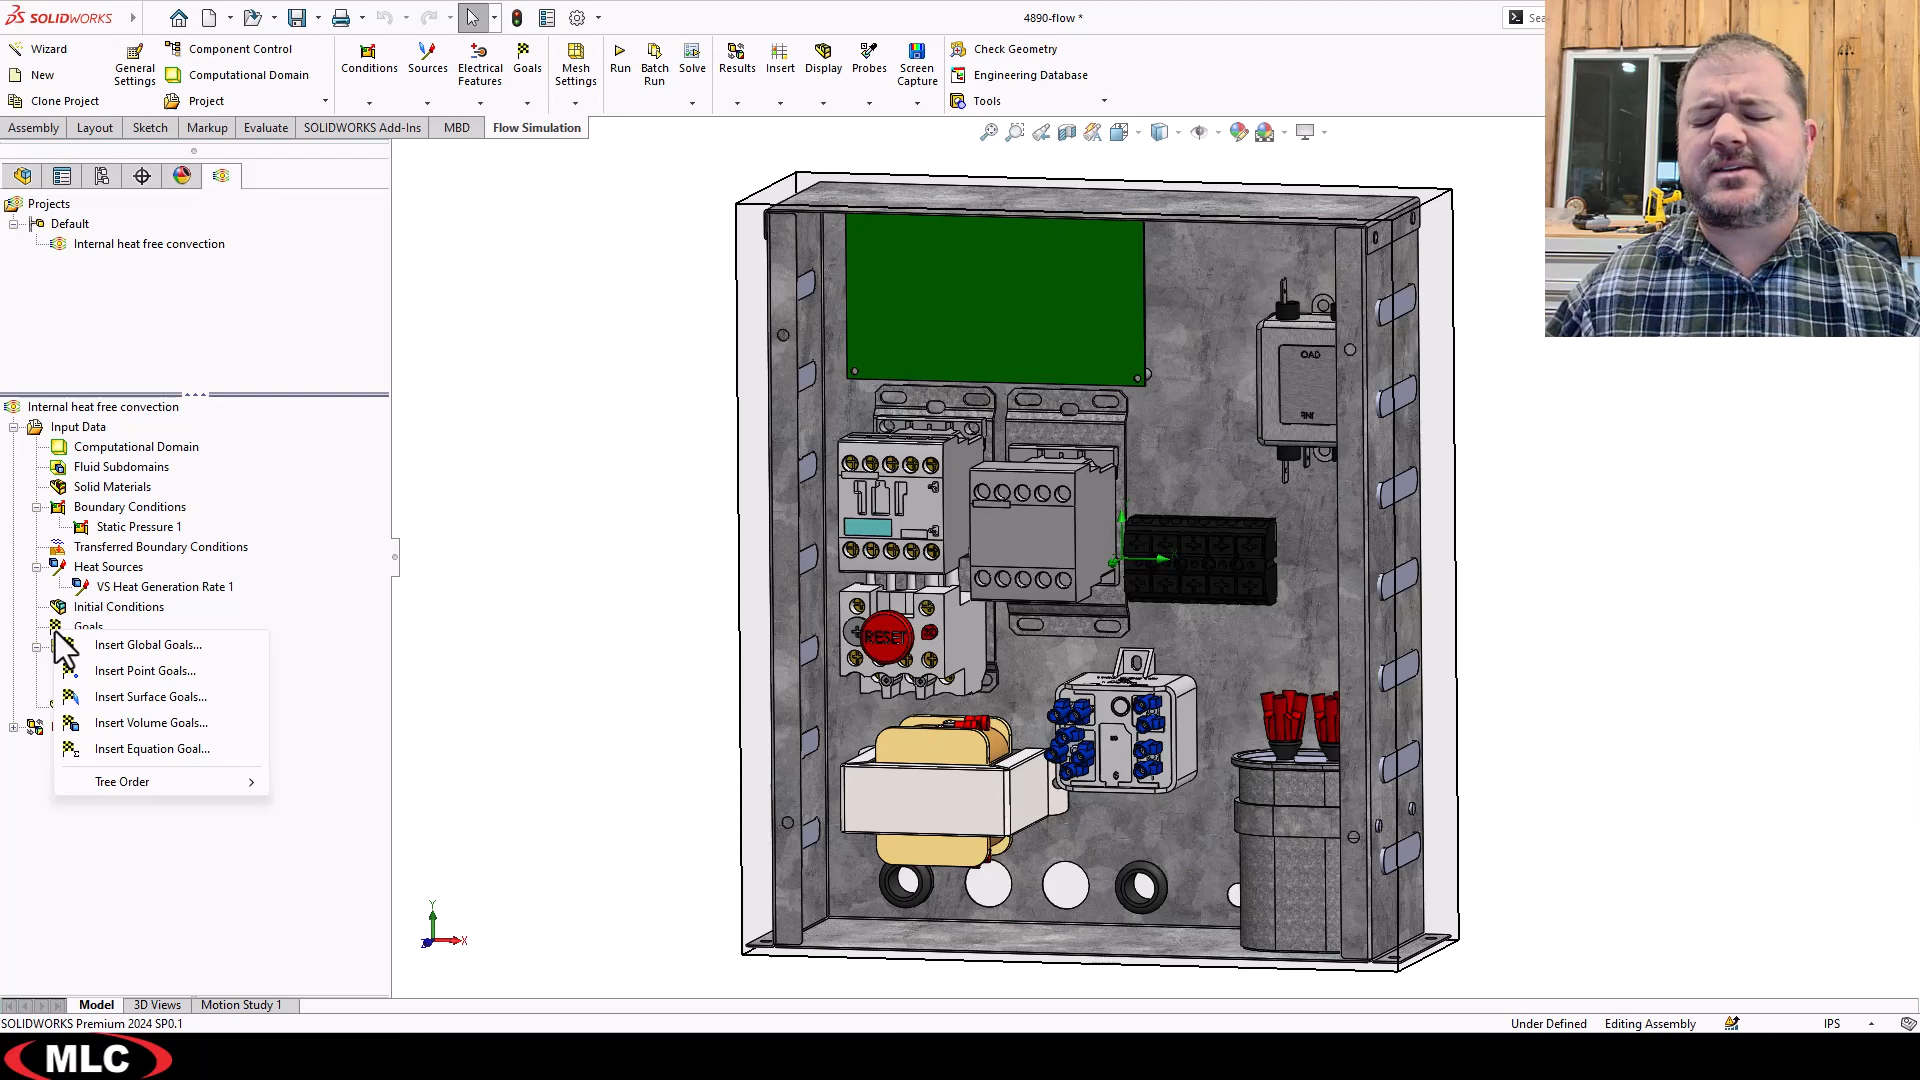 SOLIDWORKS
4890-flow *
Sea
Wizard
New
Clone Project
General
Settings
Component Control
Computational Domain
Project
Conditions
Sources
Electrical
Features
Goals
Mesh
Settings
Run
Batch
Run
Solve
Results
Insert
Display
Probes
Screen
Capture
Check Geometry
Engineering Database
Tools
Assembly
Layout
Sketch
Markup
Evaluate
SOLIDWORKS Add-Ins
MBD
Flow Simulation
Projects
Default
Internal heat free convection
Internal heat free convection
Input Data
Computational Domain
Fluid Subdomains
Solid Materials
Boundary Conditions
Static Pressure 1
Transferred Boundary Conditions
Heat Sources
VS Heat Generation Rate 1
Initial Conditions
Goals
Insert Global Goals...
Insert Point Goals...
Insert Surface Goals...
Insert Volume Goals...
Insert Equation Goal...
Tree Order
RESET
6
Y
X
Z
Model
3D Views
Motion Study 1
SOLIDWORKS Premium 2024 SP0.1
Under Defined
Editing Assembly
IPS
MLC